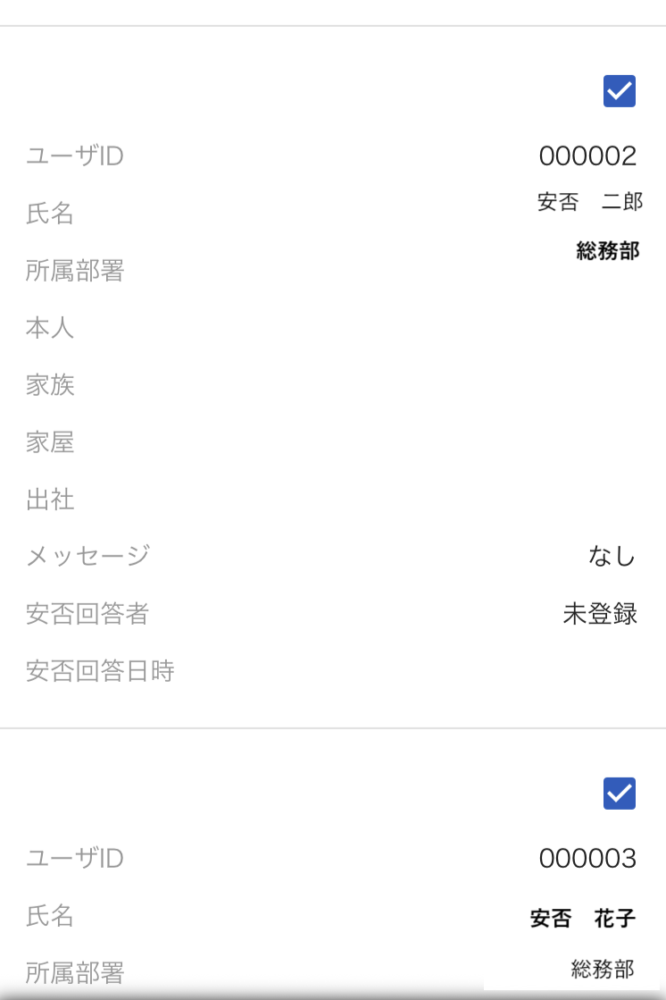 ユーザID 000002
氏名 安否　二郎
所属部署 総務部
本人
家族
家屋
出社
メッセージ なし
安否回答者 未登録
安否回答日時
ユーザID 000003
氏名 安否　花子
所属部署 総務部